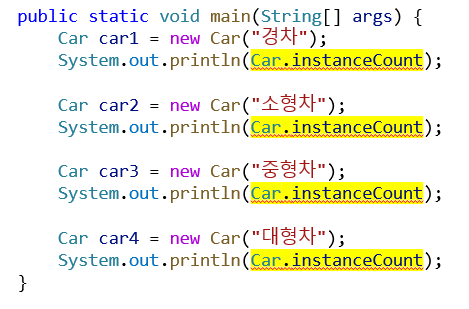 public static void main(String[] args) {
    Car car1 = new Car("경차");
    System.out.println(Car.instanceCount);
    Car car2 = new Car("소형차");
    System.out.println(Car.instanceCount);
    Car car3 = new Car("중형차");
    System.out.println(Car.instanceCount);
    Car car4 = new Car("대형차");
    System.out.println(Car.instanceCount);
}